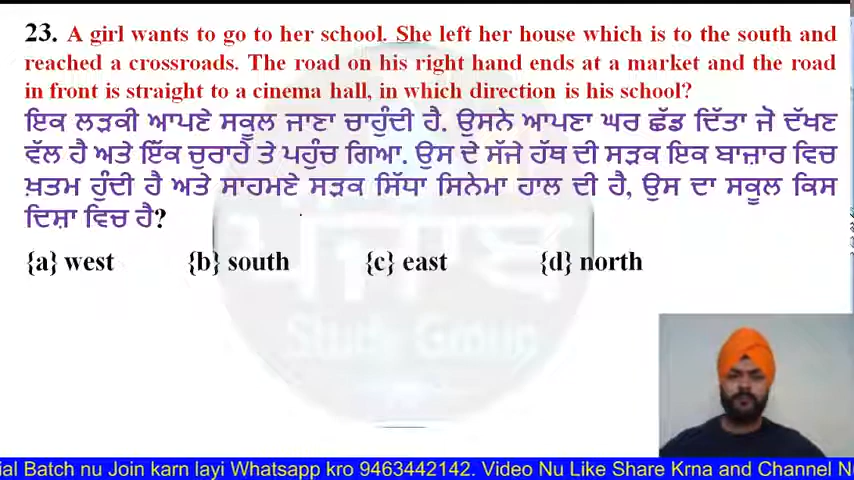 23. A girl wants to go to her school. She left her house which is to the south and
reached a crossroads. The road on his right hand ends at a market and the road
in front is straight to a cinema hall, in which direction is his school?
ਇਕ ਲੜਕੀ ਆਪਣੇ ਸਕੂਲ ਜਾਣਾ ਚਾਹੁੰਦੀ ਹੈ. ਉਸਨੇ ਆਪਣਾ ਘਰ ਛੱਡ ਦਿੱਤਾ ਜੋ ਦੱਖਣ
ਵੱਲ ਹੈ ਅਤੇ ਇੱਕ ਚੁਰਾਹੇ ਤੇ ਪਹੁੰਚ ਗਿਆ. ਉਸ ਦੇ ਸੱਜੇ ਹੱਥ ਦੀ ਸੜਕ ਇਕ ਬਾਜ਼ਾਰ ਵਿਚ
ਖ਼ਤਮ ਹੁੰਦੀ ਹੈ ਅਤੇ ਸਾਹਮਣੇ ਸੜਕ ਸਿੱਧਾ ਸਿਨੇਮਾ ਹਾਲ ਦੀ ਹੈ, ਉਸ ਦਾ ਸਕੂਲ ਕਿਸ
ਦਿਸ਼ਾ ਵਿਚ ਹੈ?
{a} west {b} south {c} east {d} north
ਪੰਜਾਬ
Study Group
ial Batch nu Join karn layi Whatsapp kro 9463442142. Video Nu Like Share Krna and Channel N